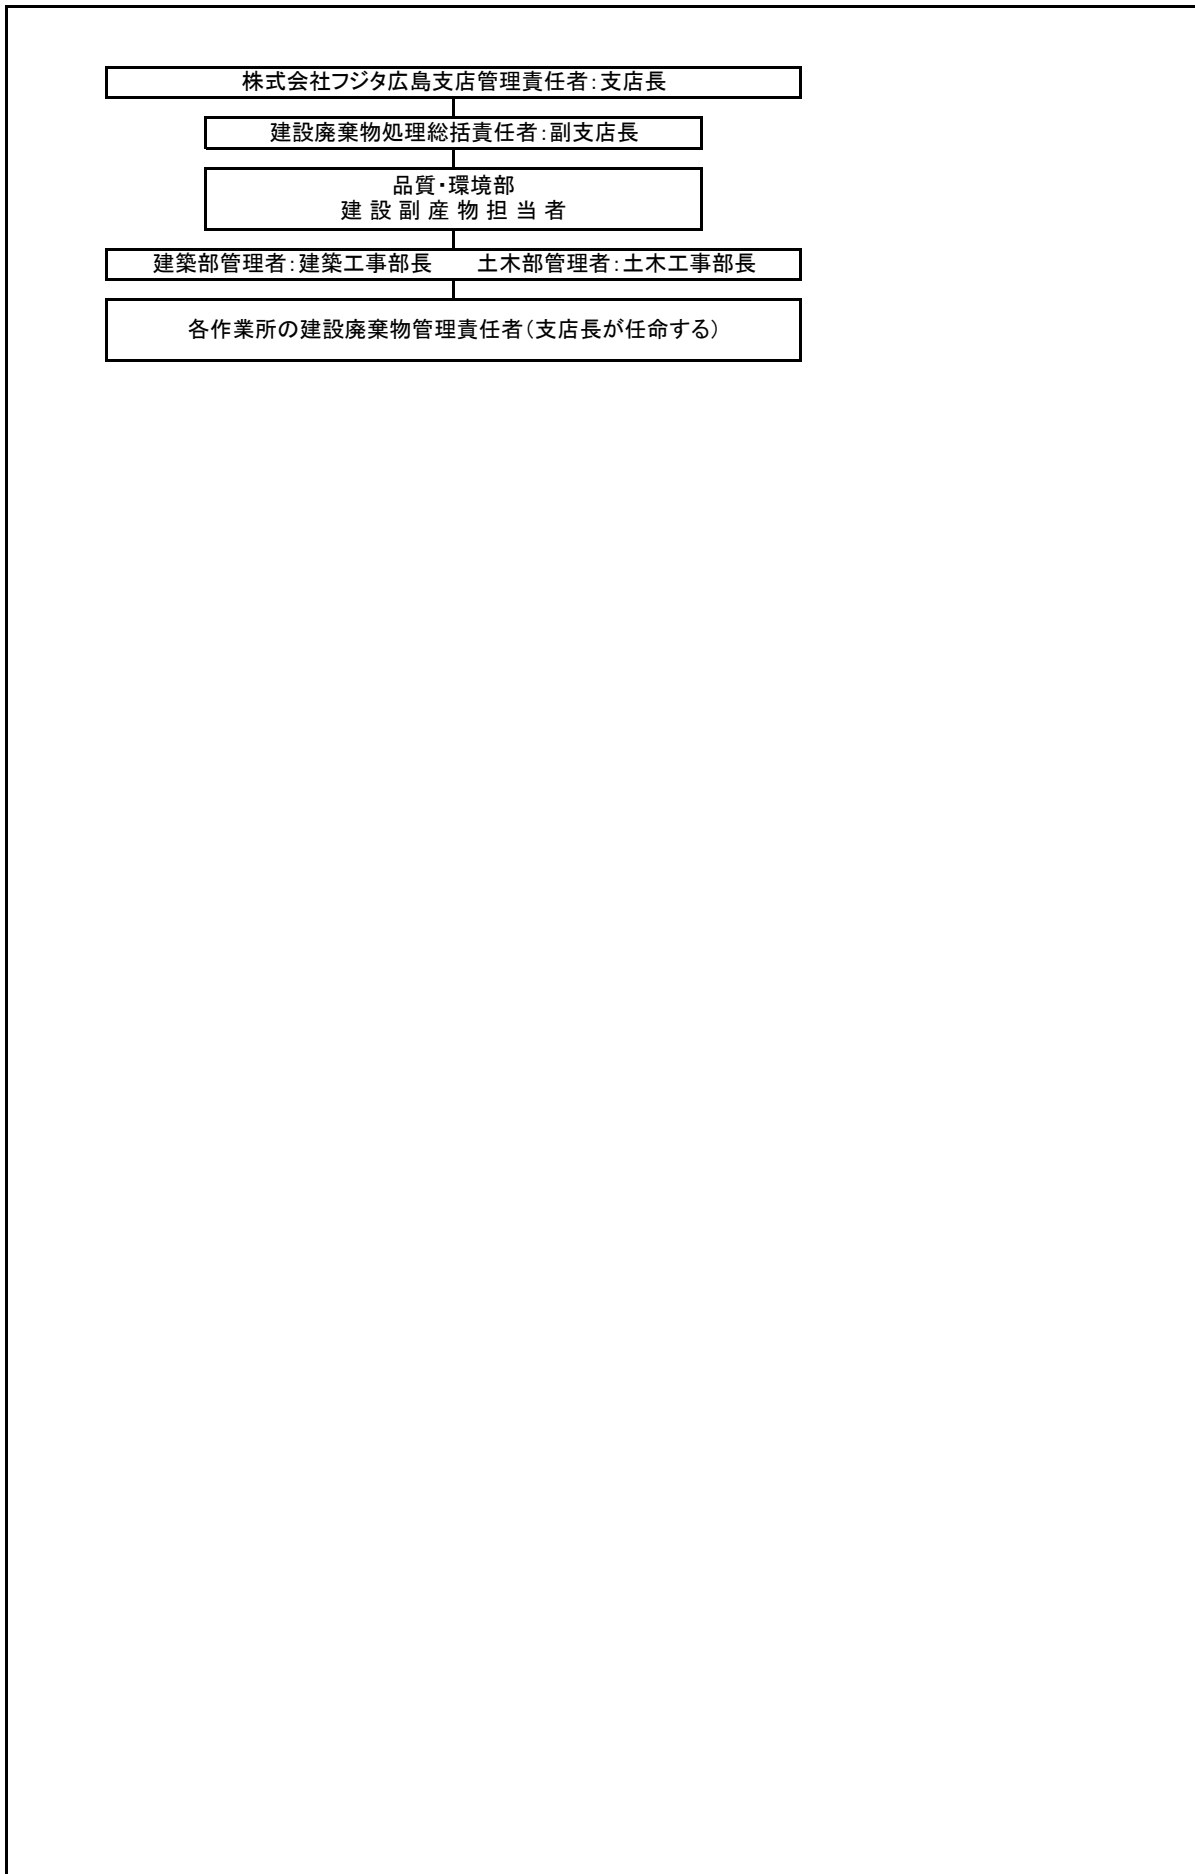 株式会社フジタ広島支店管理責任者：支店長
建設廃棄物処理総括責任者：副支店長
品質・環境部
建 設 副 産 物 担 当 者
建築部管理者：建築工事部長　　土木部管理者：土木工事部長
各作業所の建設廃棄物管理責任者（支店長が任命する）